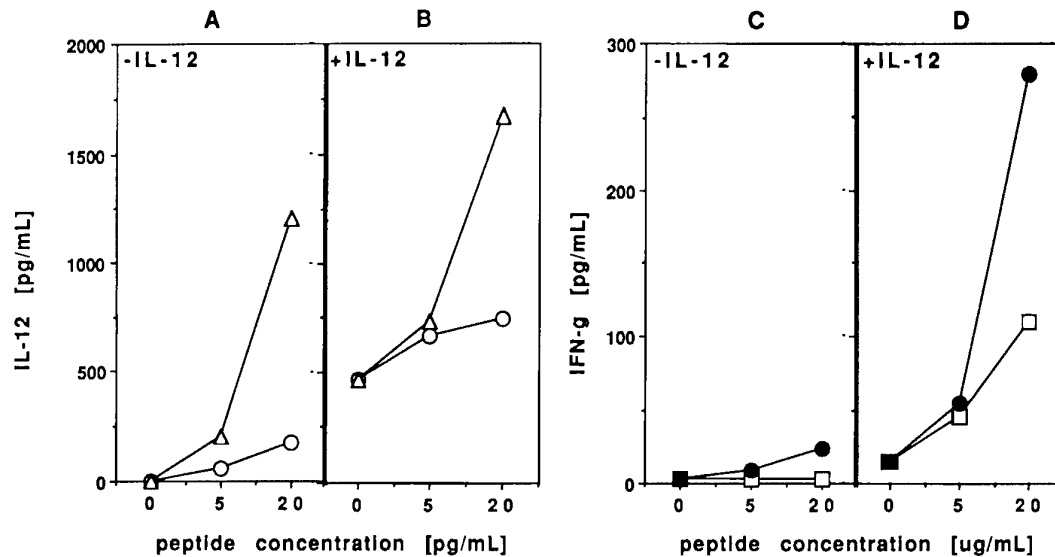 A B C D
2000 -IL-12 +IL-12 300 -IL-12 +IL-12
1500
1000
750
500
250
0
IL-12 [pg/mL]
200
100
0
IFN-g [pg/mL]
0 5 20 0 5 20 0 5 20 0 5 20
peptide concentration [pg/mL] peptide concentration [ug/mL]